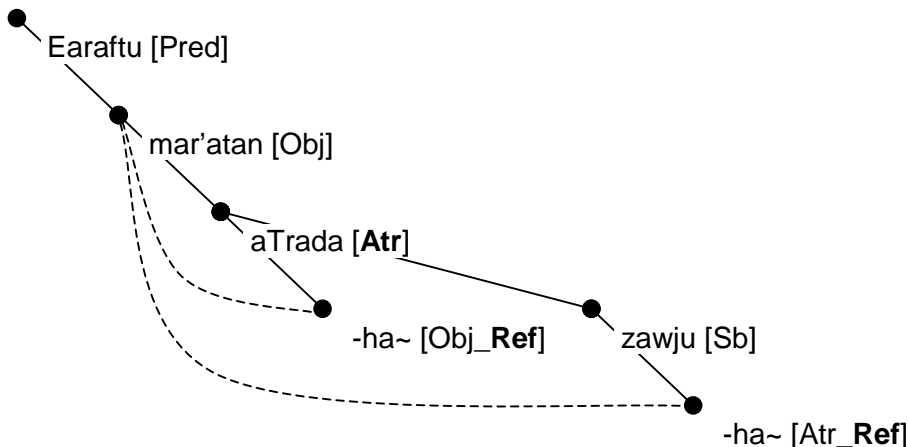 Earaftu [Pred]
mar’atan [Obj]
aTrada [Atr]
-ha~ [Obj_Ref]
zawju [Sb]
-ha~ [Atr_Ref]